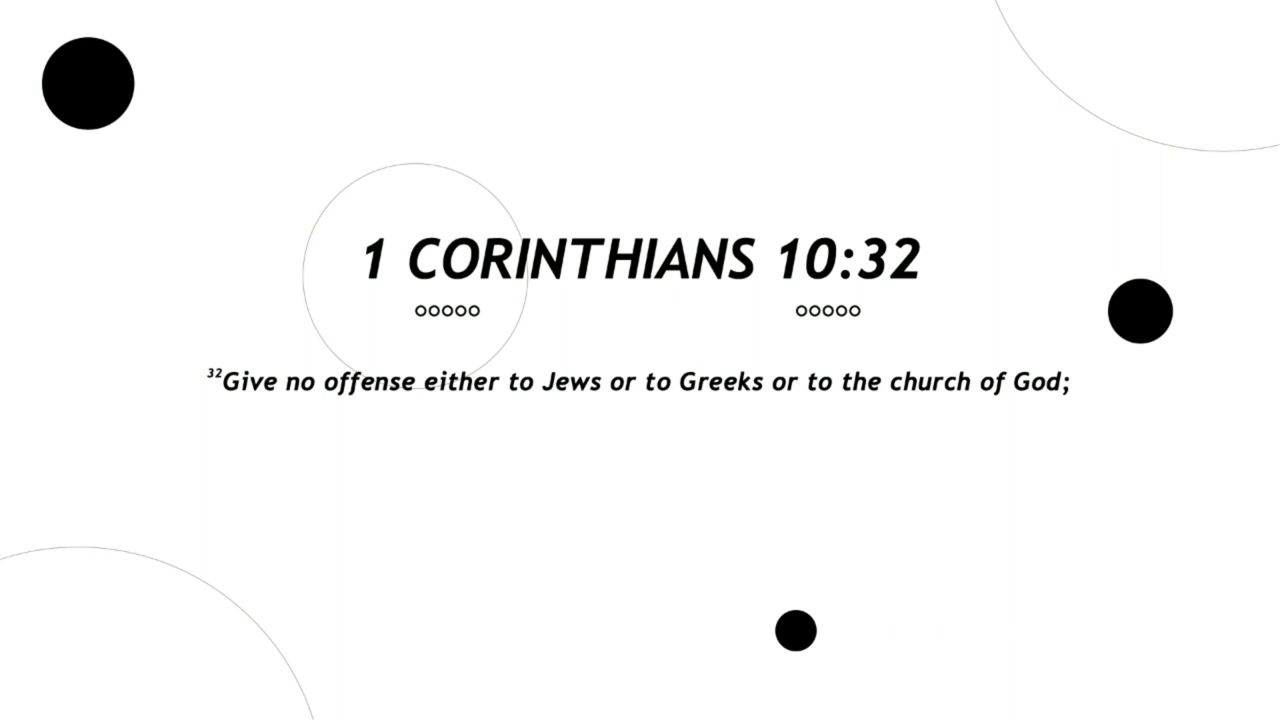 1 CORINTHIANS 10:32
32Give no offense either to Jews or to Greeks or to the church of God;